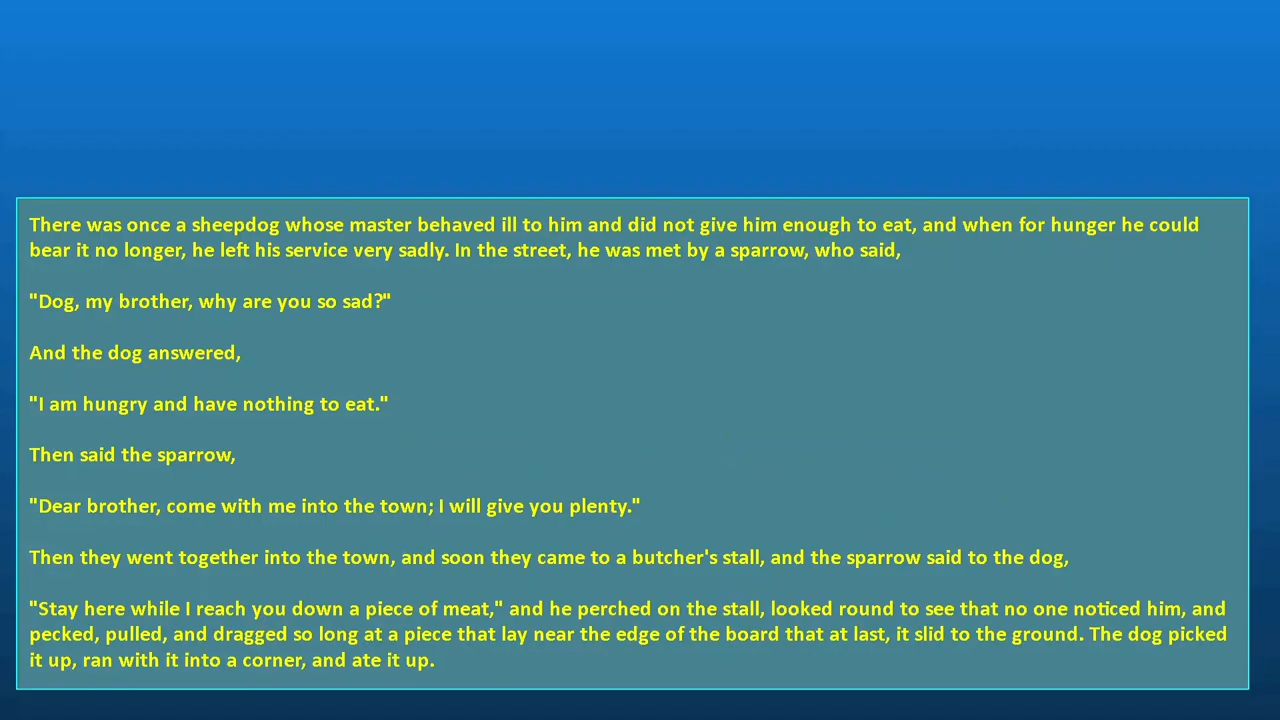 There was once a sheepdog whose master behaved ill to him and did not give him enough to eat, and when for hunger he could
bear it no longer, he left his service very sadly. In the street, he was met by a sparrow, who said,
"Dog, my brother, why are you so sad?"
And the dog answered,
"I am hungry and have nothing to eat."
Then said the sparrow,
"Dear brother, come with me into the town; I will give you plenty."
Then they went together into the town, and soon they came to a butcher's stall, and the sparrow said to the dog,
"Stay here while I reach you down a piece of meat," and he perched on the stall, looked round to see that no one noticed him, and
pecked, pulled, and dragged so long at a piece that lay near the edge of the board that at last, it slid to the ground. The dog picked
it up, ran with it into a corner, and ate it up.